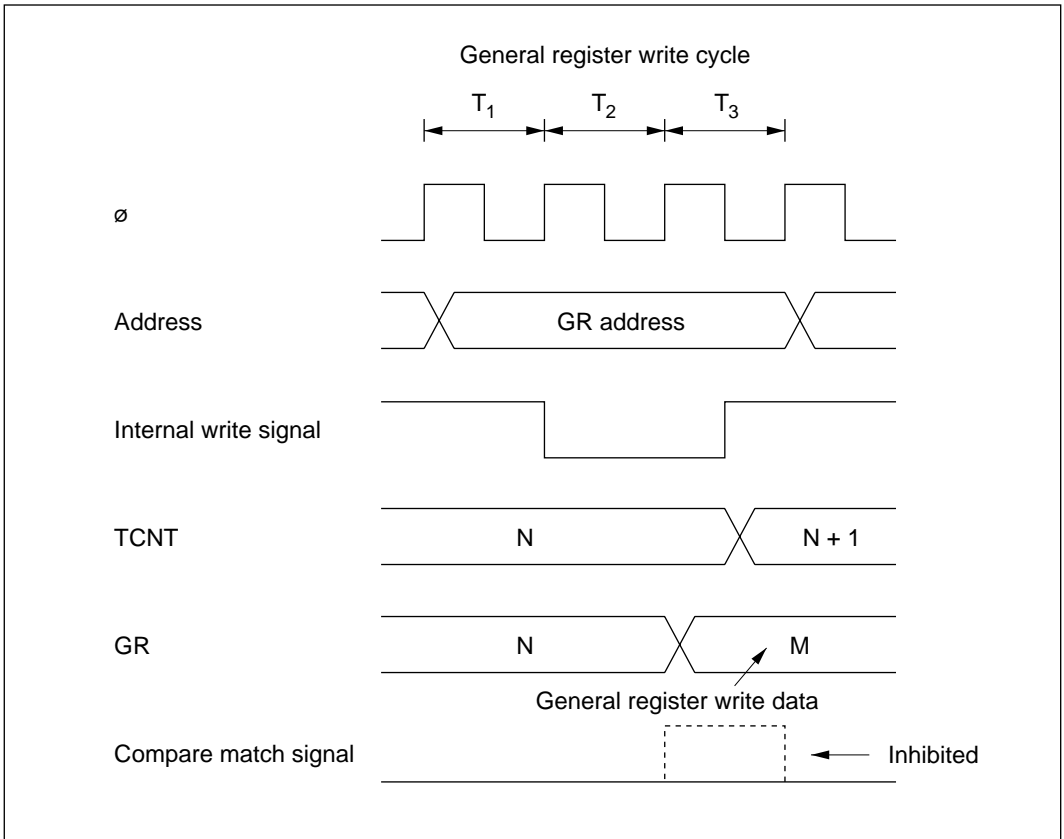 General register write cycle
T1 T2 T3
ø
Address GR address
Internal write signal
TCNT N N + 1
GR N M
General register write data
Compare match signal Inhibited